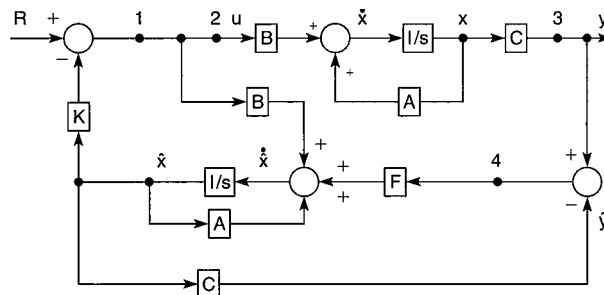 R + 1 2 u B + ẋ I/s x C 3 y
− + A
K B
+
x̂ x̂̇ + 4 +
I/s + F −
A ŷ
C